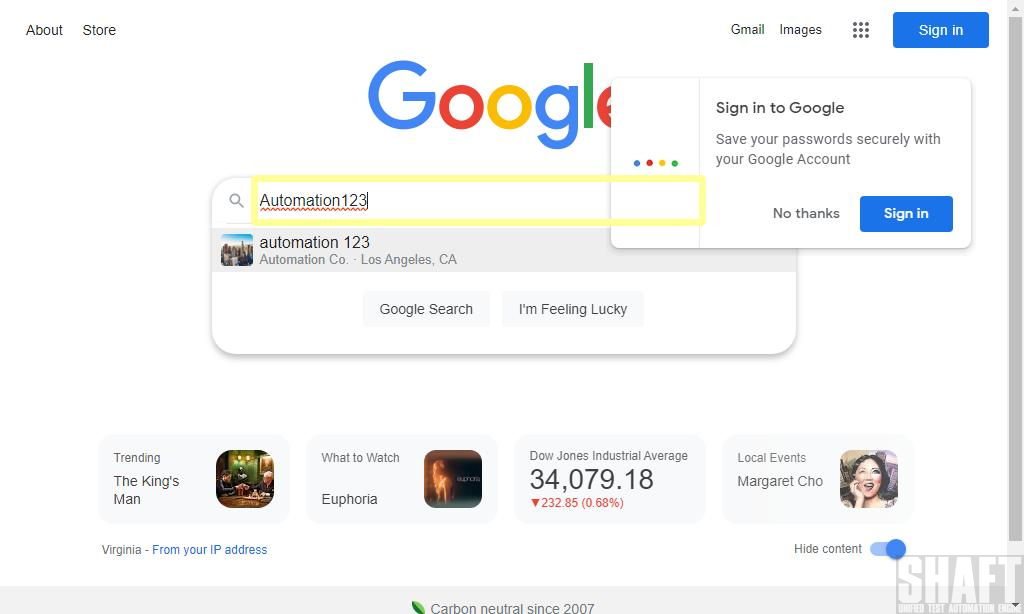 About
Store
Gmail
Images
Sign in
Google
Sign in to Google
Save your passwords securely with
your Google Account
No thanks
Sign in
Automation123
automation 123
Automation Co. · Los Angeles, CA
Google Search
I'm Feeling Lucky
Trending
The King's
Man
What to Watch
Euphoria
euphoria
Dow Jones Industrial Average
34,079.18
▼232.85 (0.68%)
Local Events
Margaret Cho
Virginia - From your IP address
Hide content
SHAFT
UNIFIED TEST AUTOMATION
Carbon neutral since 2007